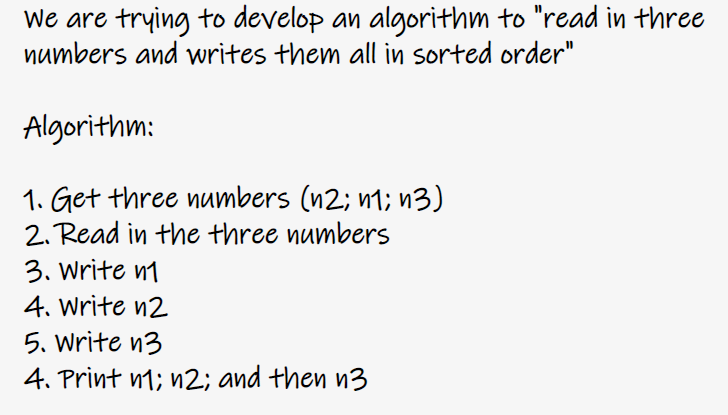 We are trying to develop an algorithm to "read in three
numbers and writes them all in sorted order"
Algorithm:
1. Get three numbers (n2; n1; n3)
2. Read in the three numbers
3. Write n1
4. Write n2
5. Write n3
4. Print n1; n2; and then n3